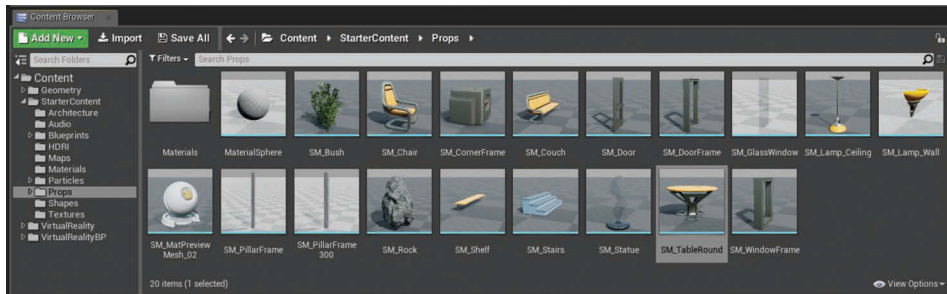 Content Browser
Add New Import Save All Content StarterContent Props
Search Folders
Filters Search Props
Content
Geometry
StarterContent
Architecture
Audio
Blueprints
HDRI
Maps
Materials
Particles
Props
Shapes
Textures
VirtualReality
VirtualRealityBP
Materials MaterialSphere SM_Bush SM_Chair SM_CornerFrame SM_Couch SM_Door SM_DoorFrame SM_GlassWindow SM_Lamp_Ceiling SM_Lamp_Wall
SM_MatPreview
Mesh_02
SM_PillarFrame
SM_PillarFrame
300
SM_Rock SM_Shelf SM_Stairs SM_Statue SM_TableRound SM_WindowFrame
20 items (1 selected)
View Options